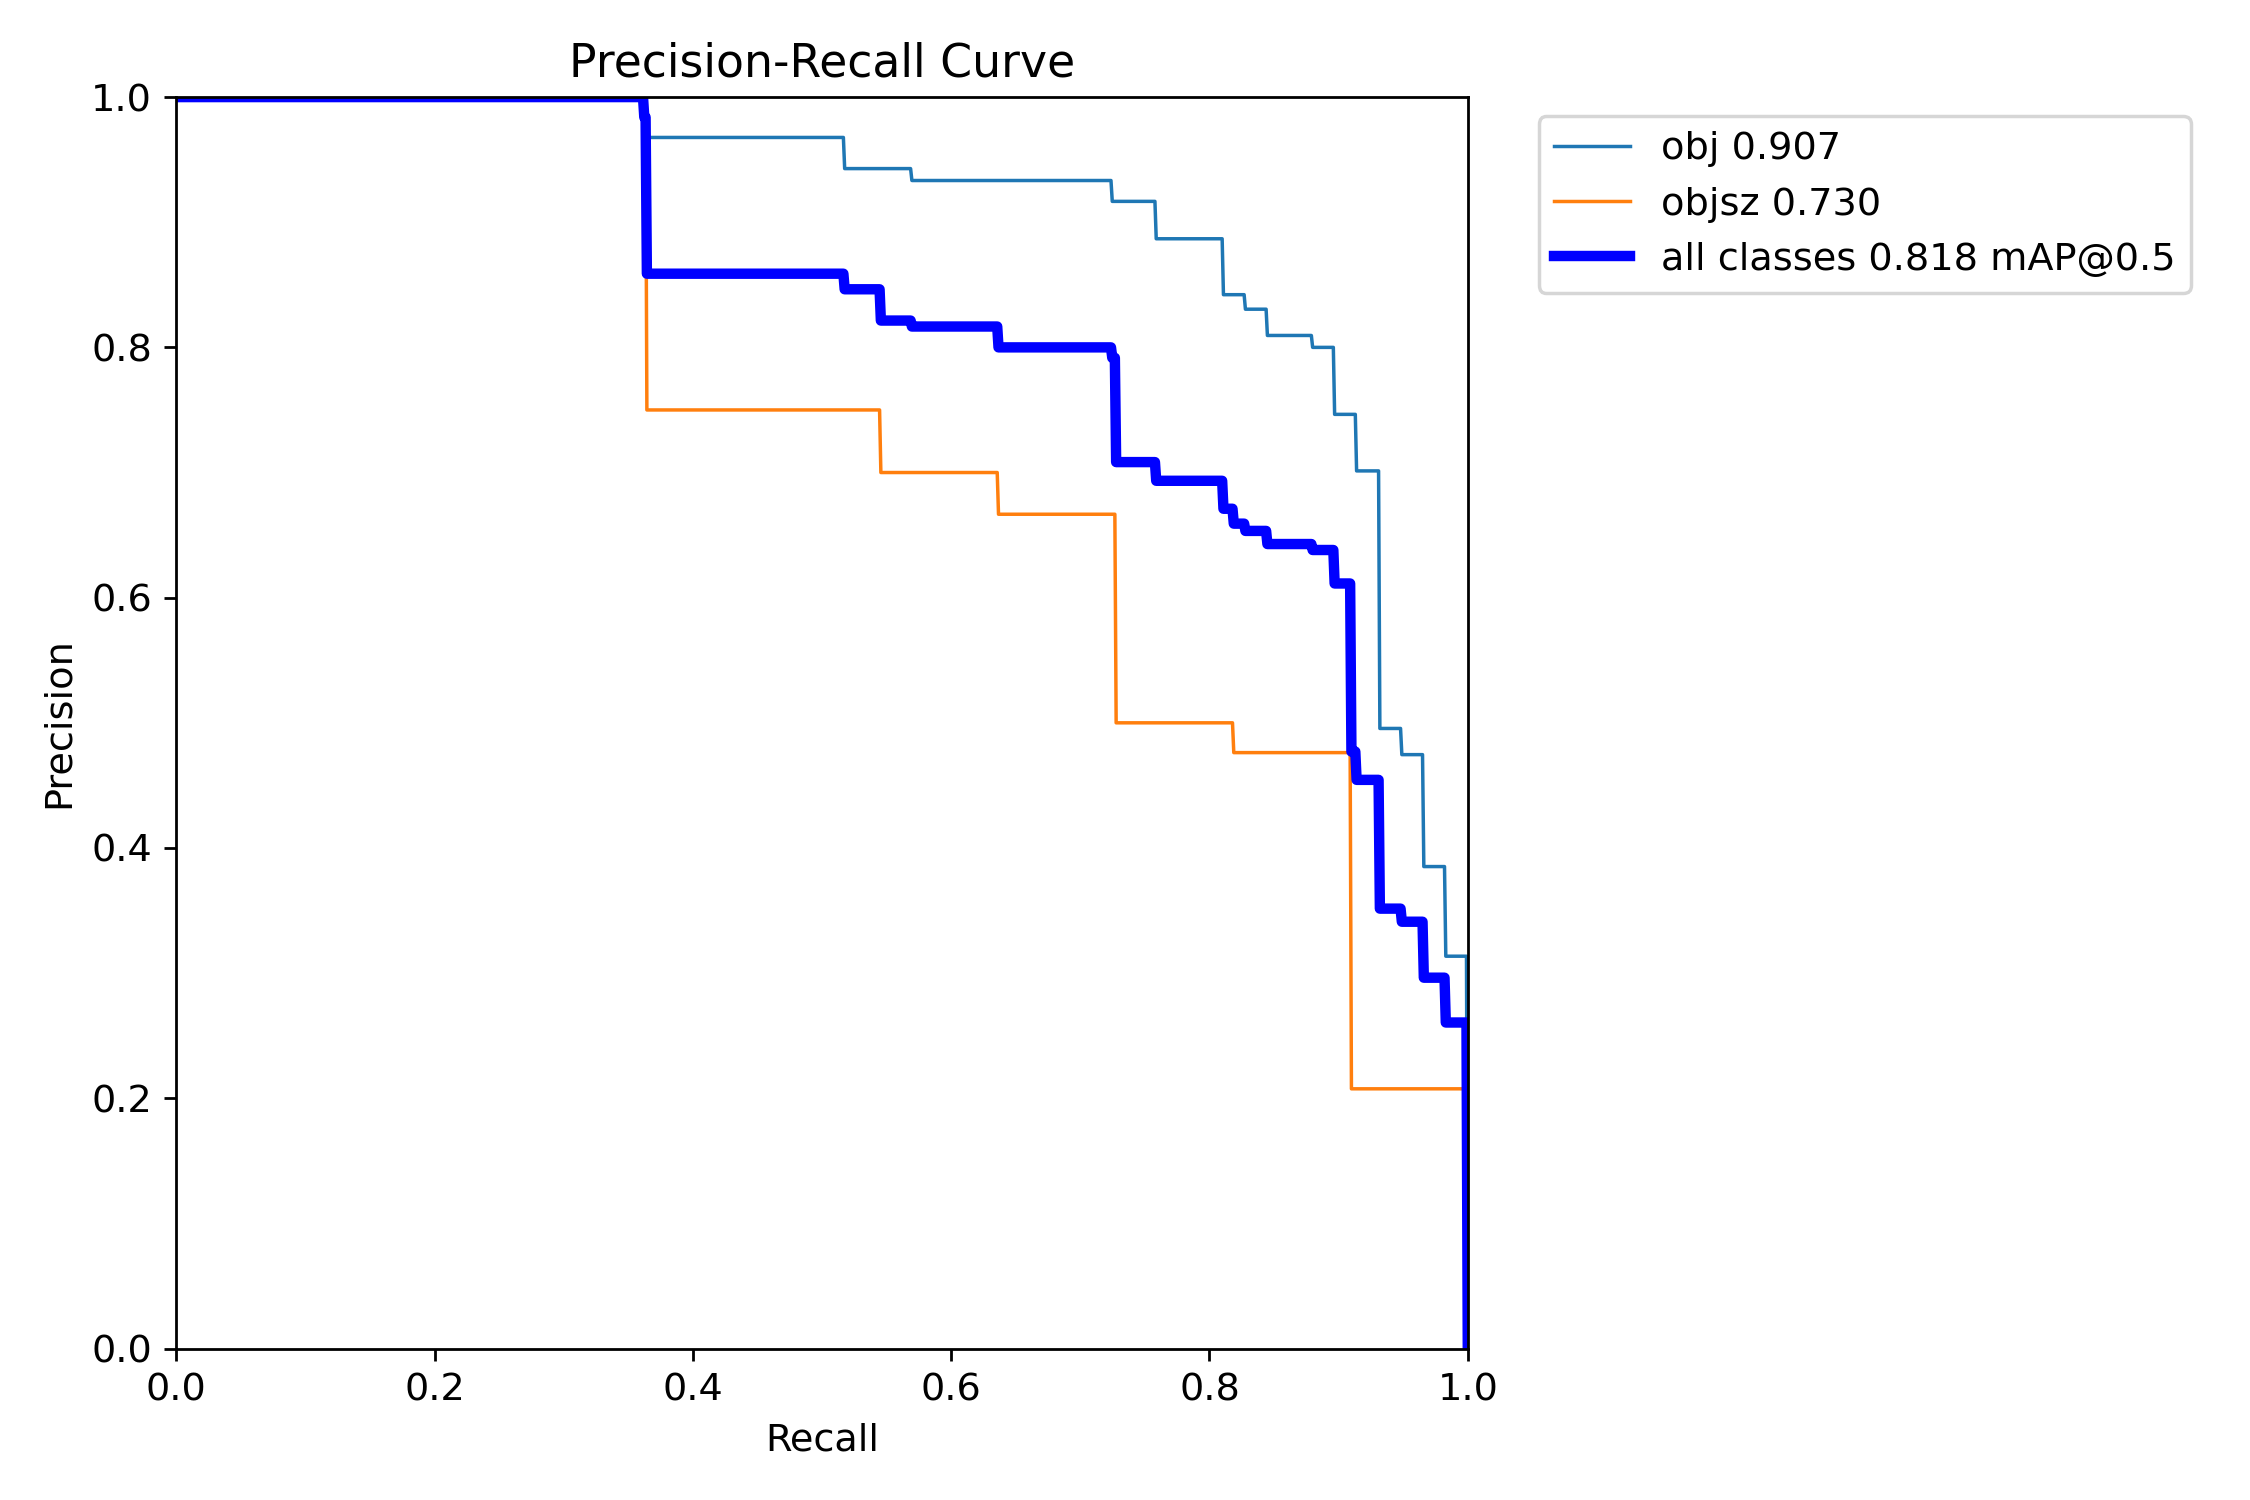 Precision-Recall Curve
1.0
0.8
0.6
0.4
0.2
0.0
Precision
0.0 0.2 0.4 0.6 0.8 1.0
Recall
obj 0.907
objsz 0.730
all classes 0.818 mAP@0.5